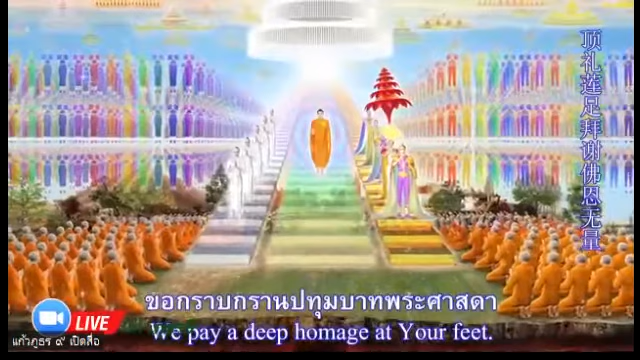 顶礼莲足拜谢佛恩无量
ขอกราบกรานปทุมบาทพระศาสดา
We pay a deep homage at Your feet.
LIVE
แก้วภูธร ๙ เปิดสื่อ